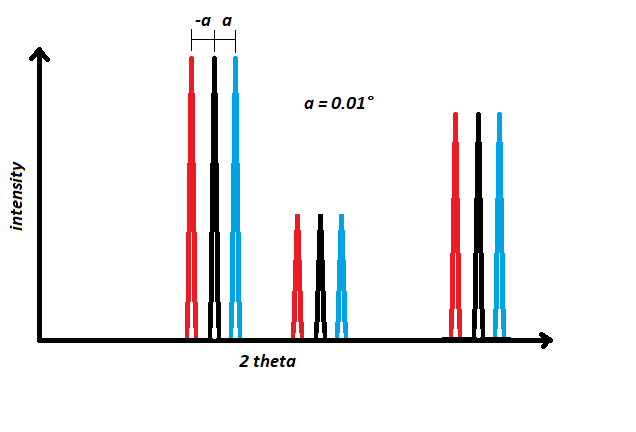 -a a
a = 0.01°
intensity
2 theta